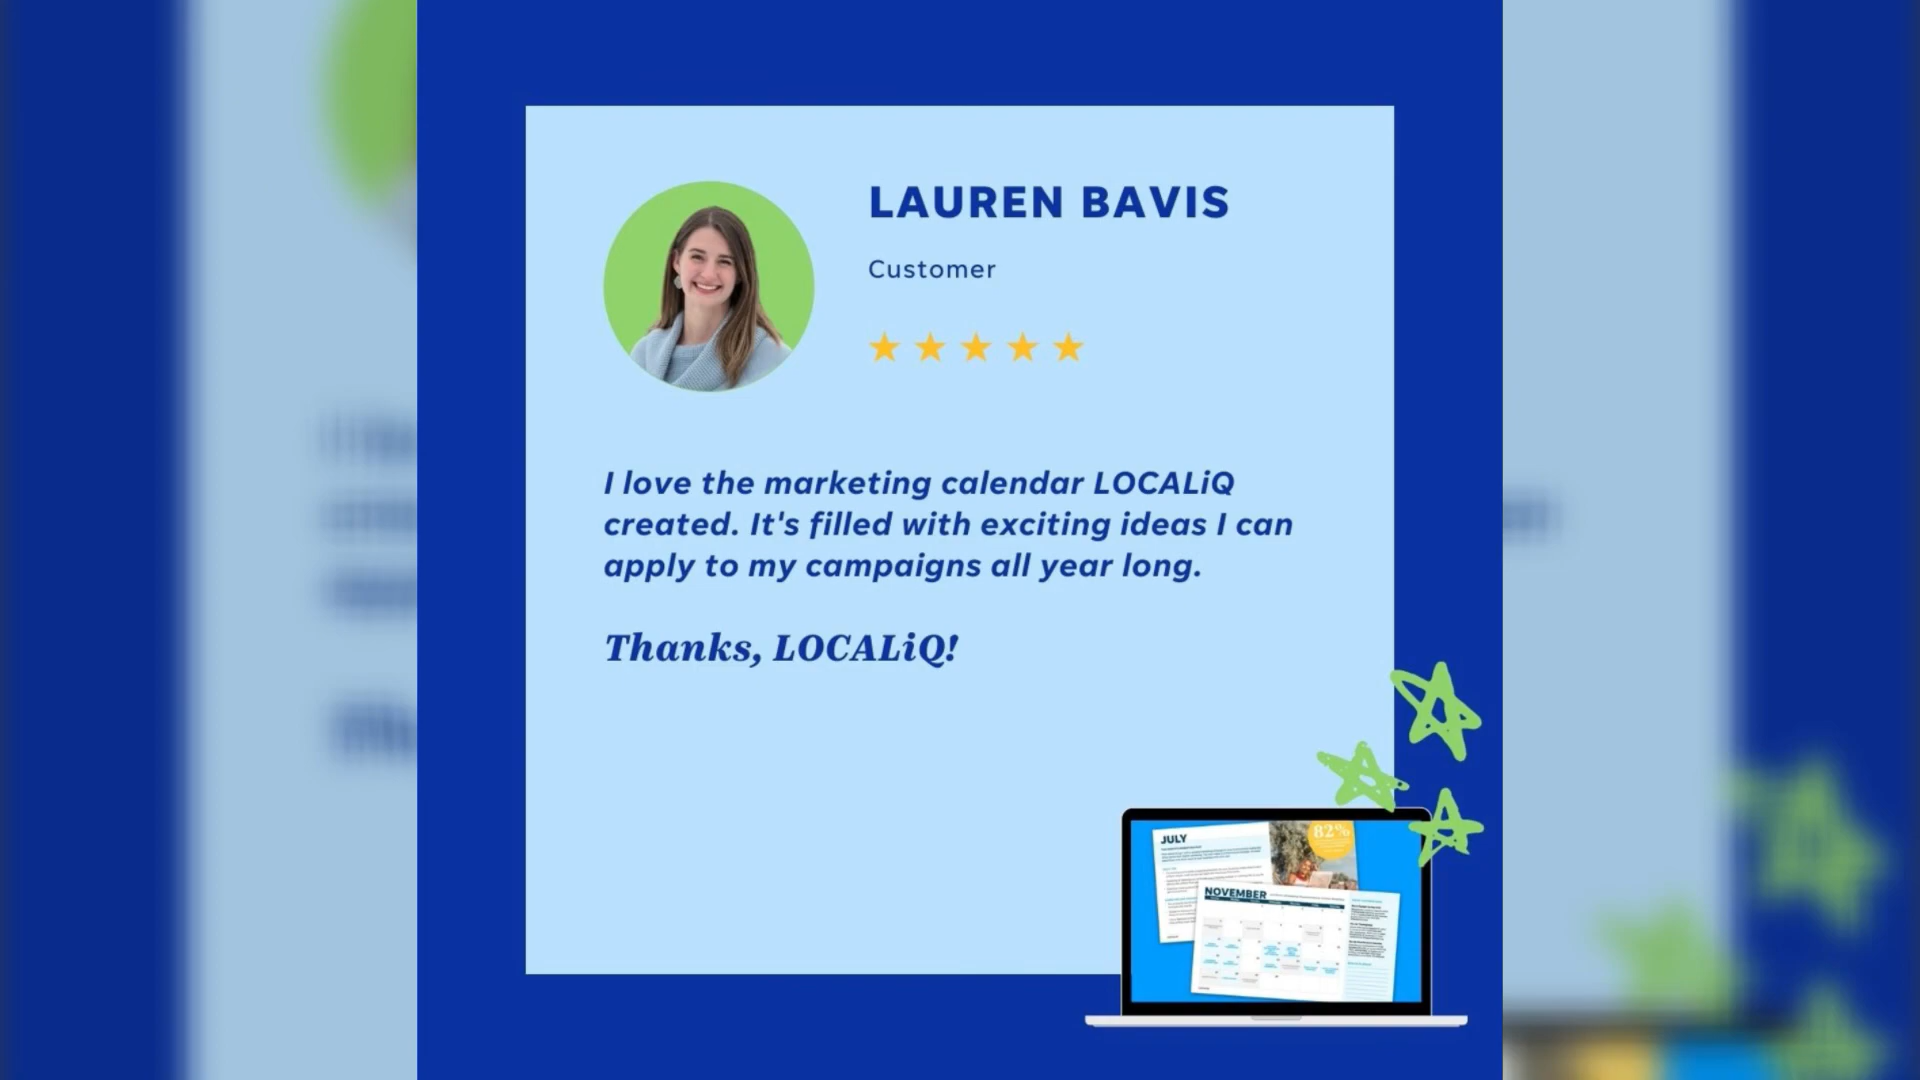 LAUREN BAVIS
Customer
I love the marketing calendar LOCALiQ
created. It's filled with exciting ideas I can
apply to my campaigns all year long.
Thanks, LOCALiQ!
JULY
82%
NOVEMBER